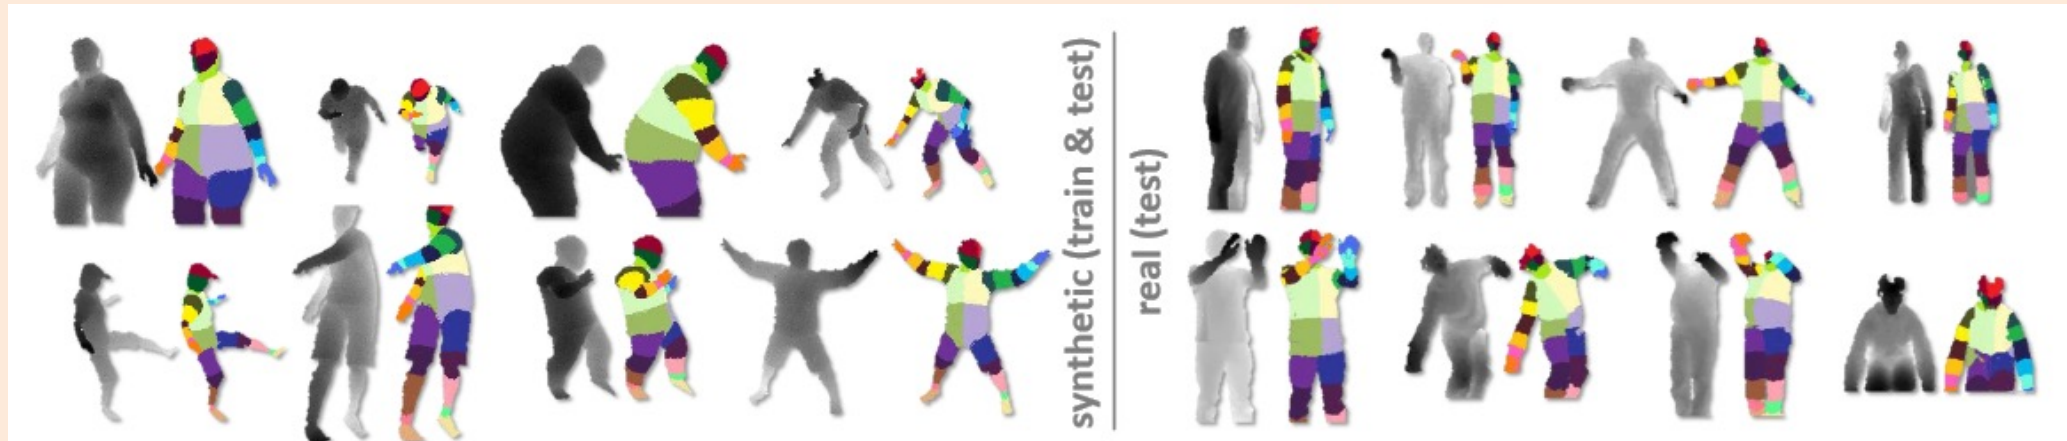 synthetic (train & test)
real (test)